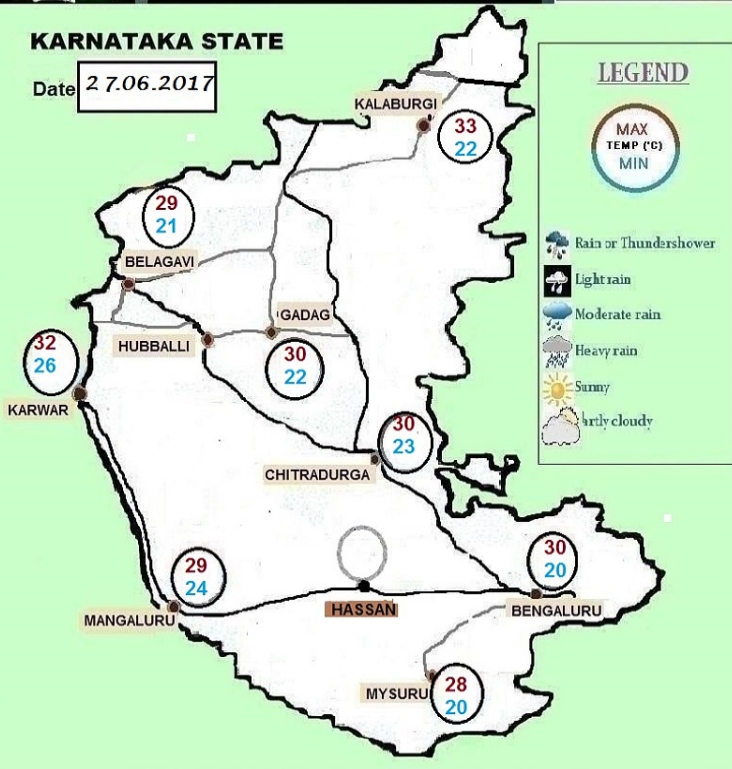 KARNATAKA STATE
Date 27.06.2017
LEGEND
MAX
TEMP (°C)
MIN
Rain or Thundershower
Light rain
Moderate rain
Heavy rain
Sunny
artly cloudy
KALABURGI
33
22
29
21
BELAGAVI
GADAG
HUBBALLI
30
22
32
26
KARWAR
30
23
CHITRADURGA
29
24
MANGALURU
HASSAN
30
20
BENGALURU
MYSURU
28
20